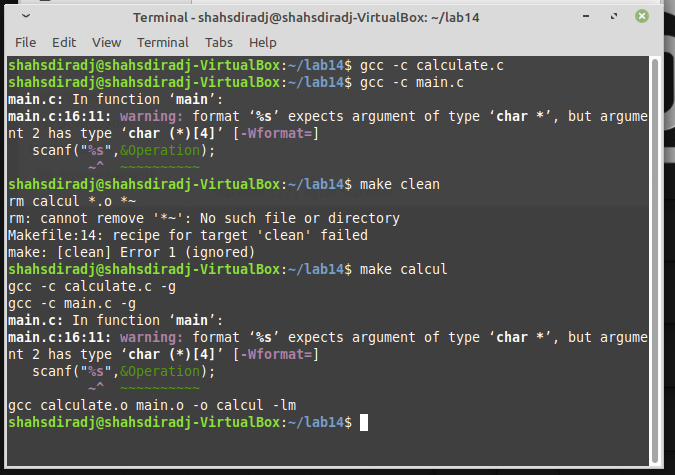 Terminal - shahsdiradj@shahsdiradj-VirtualBox: ~/lab14
File Edit View Terminal Tabs Help
shahsdiradj@shahsdiradj-VirtualBox:~/lab14$ gcc -c calculate.c
shahsdiradj@shahsdiradj-VirtualBox:~/lab14$ gcc -c main.c
main.c: In function ‘main’:
main.c:16:11: warning: format ‘%s’ expects argument of type ‘char *’, but argume
nt 2 has type ‘char (*)[4]’ [-Wformat=]
   scanf("%s",&Operation);
          ~^  ~~~~~~~~~~
shahsdiradj@shahsdiradj-VirtualBox:~/lab14$ make clean
rm calcul *.o *~
rm: cannot remove '*~': No such file or directory
Makefile:14: recipe for target 'clean' failed
make: [clean] Error 1 (ignored)
shahsdiradj@shahsdiradj-VirtualBox:~/lab14$ make calcul
gcc -c calculate.c -g
gcc -c main.c -g
main.c: In function ‘main’:
main.c:16:11: warning: format ‘%s’ expects argument of type ‘char *’, but argume
nt 2 has type ‘char (*)[4]’ [-Wformat=]
   scanf("%s",&Operation);
          ~^  ~~~~~~~~~~
gcc calculate.o main.o -o calcul -lm
shahsdiradj@shahsdiradj-VirtualBox:~/lab14$